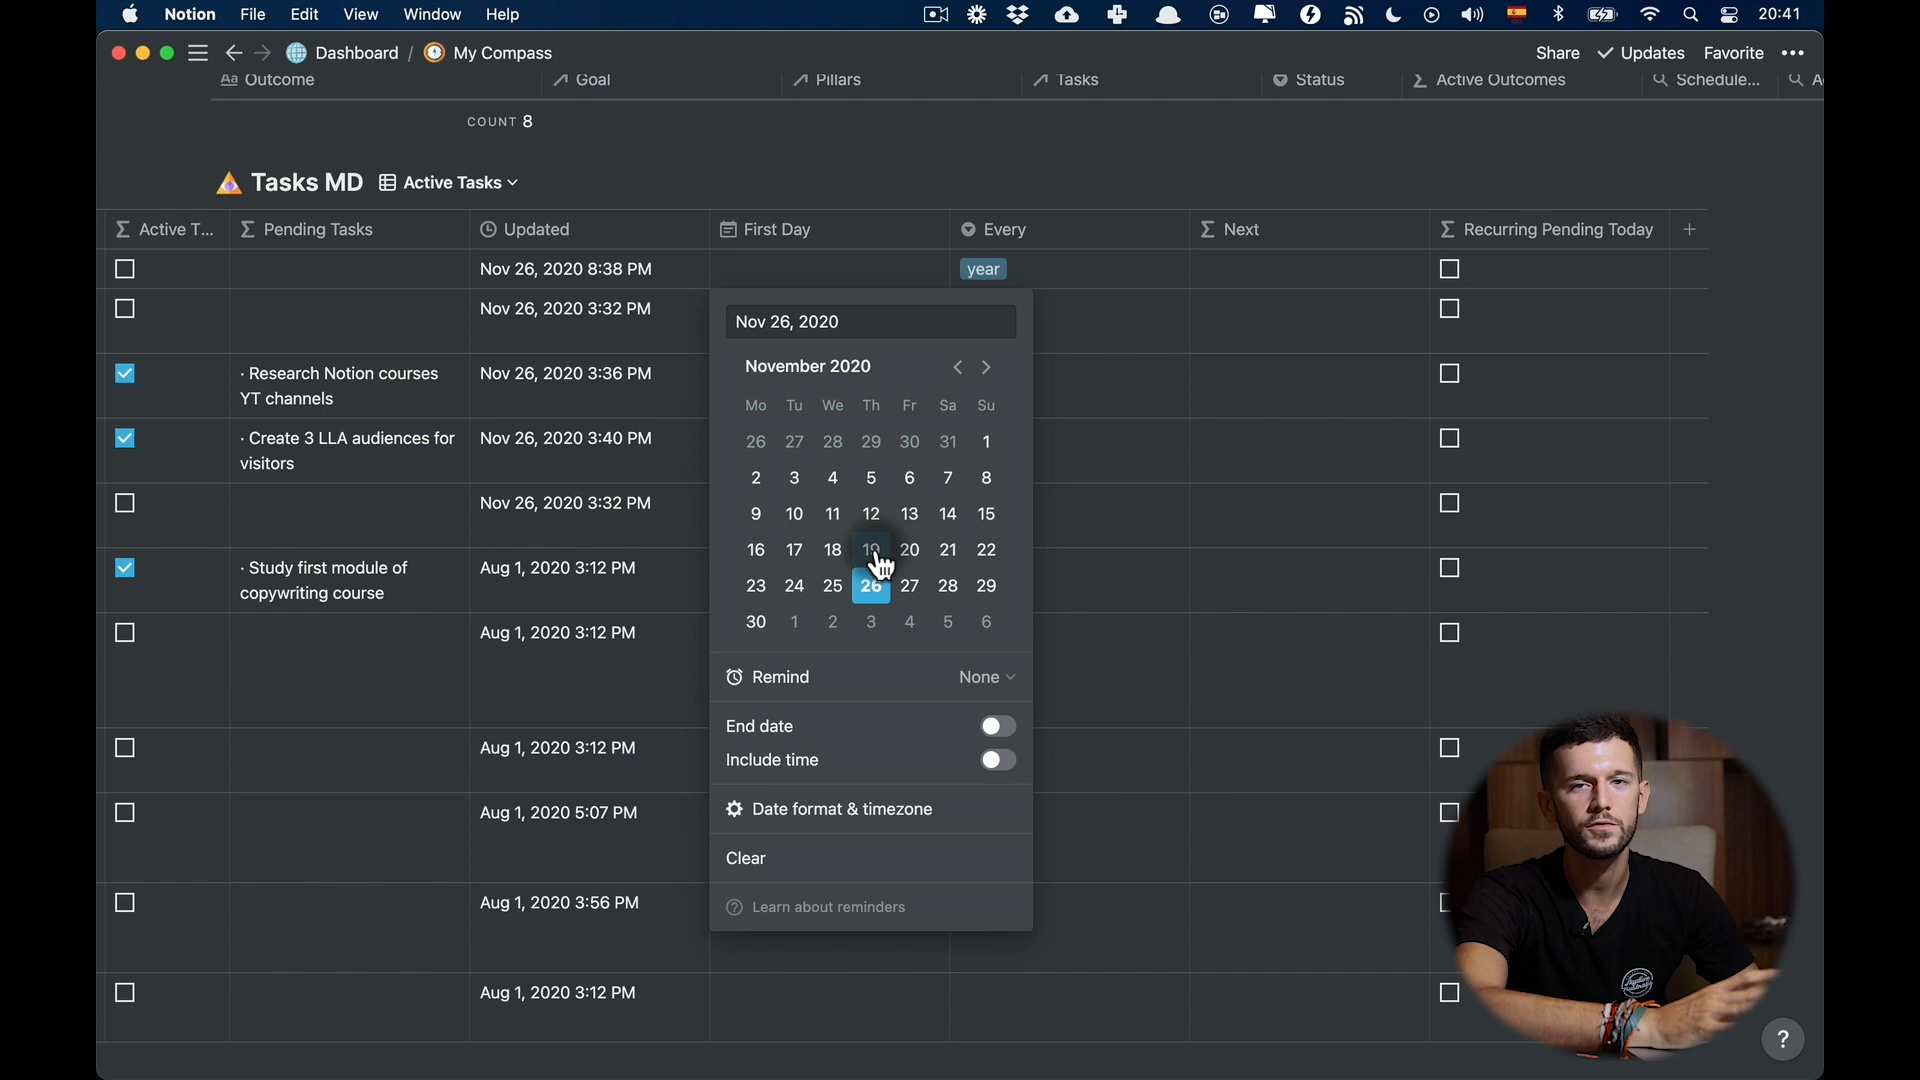 Notion File Edit View Window Help 20:41
Dashboard / My Compass Share Updates Favorite
Aa Outcome Goal Pillars Tasks Status Active Outcomes Schedule... A
COUNT 8
Tasks MD Active Tasks
Active T... Pending Tasks Updated First Day Every Next Recurring Pending Today +
Nov 26, 2020 8:38 PM year
Nov 26, 2020 3:32 PM
· Research Notion courses
YT channels
Nov 26, 2020 3:36 PM
· Create 3 LLA audiences for
visitors
Nov 26, 2020 3:40 PM
Nov 26, 2020 3:32 PM
· Study first module of
copywriting course
Aug 1, 2020 3:12 PM
Aug 1, 2020 3:12 PM
Aug 1, 2020 3:12 PM
Aug 1, 2020 5:07 PM
Aug 1, 2020 3:56 PM
Aug 1, 2020 3:12 PM
Nov 26, 2020
November 2020
Mo Tu We Th Fr Sa Su
26 27 28 29 30 31 1
2 3 4 5 6 7 8
9 10 11 12 13 14 15
16 17 18 19 20 21 22
23 24 25 26 27 28 29
30 1 2 3 4 5 6
Remind None
End date
Include time
Date format & timezone
Clear
? Learn about reminders
?